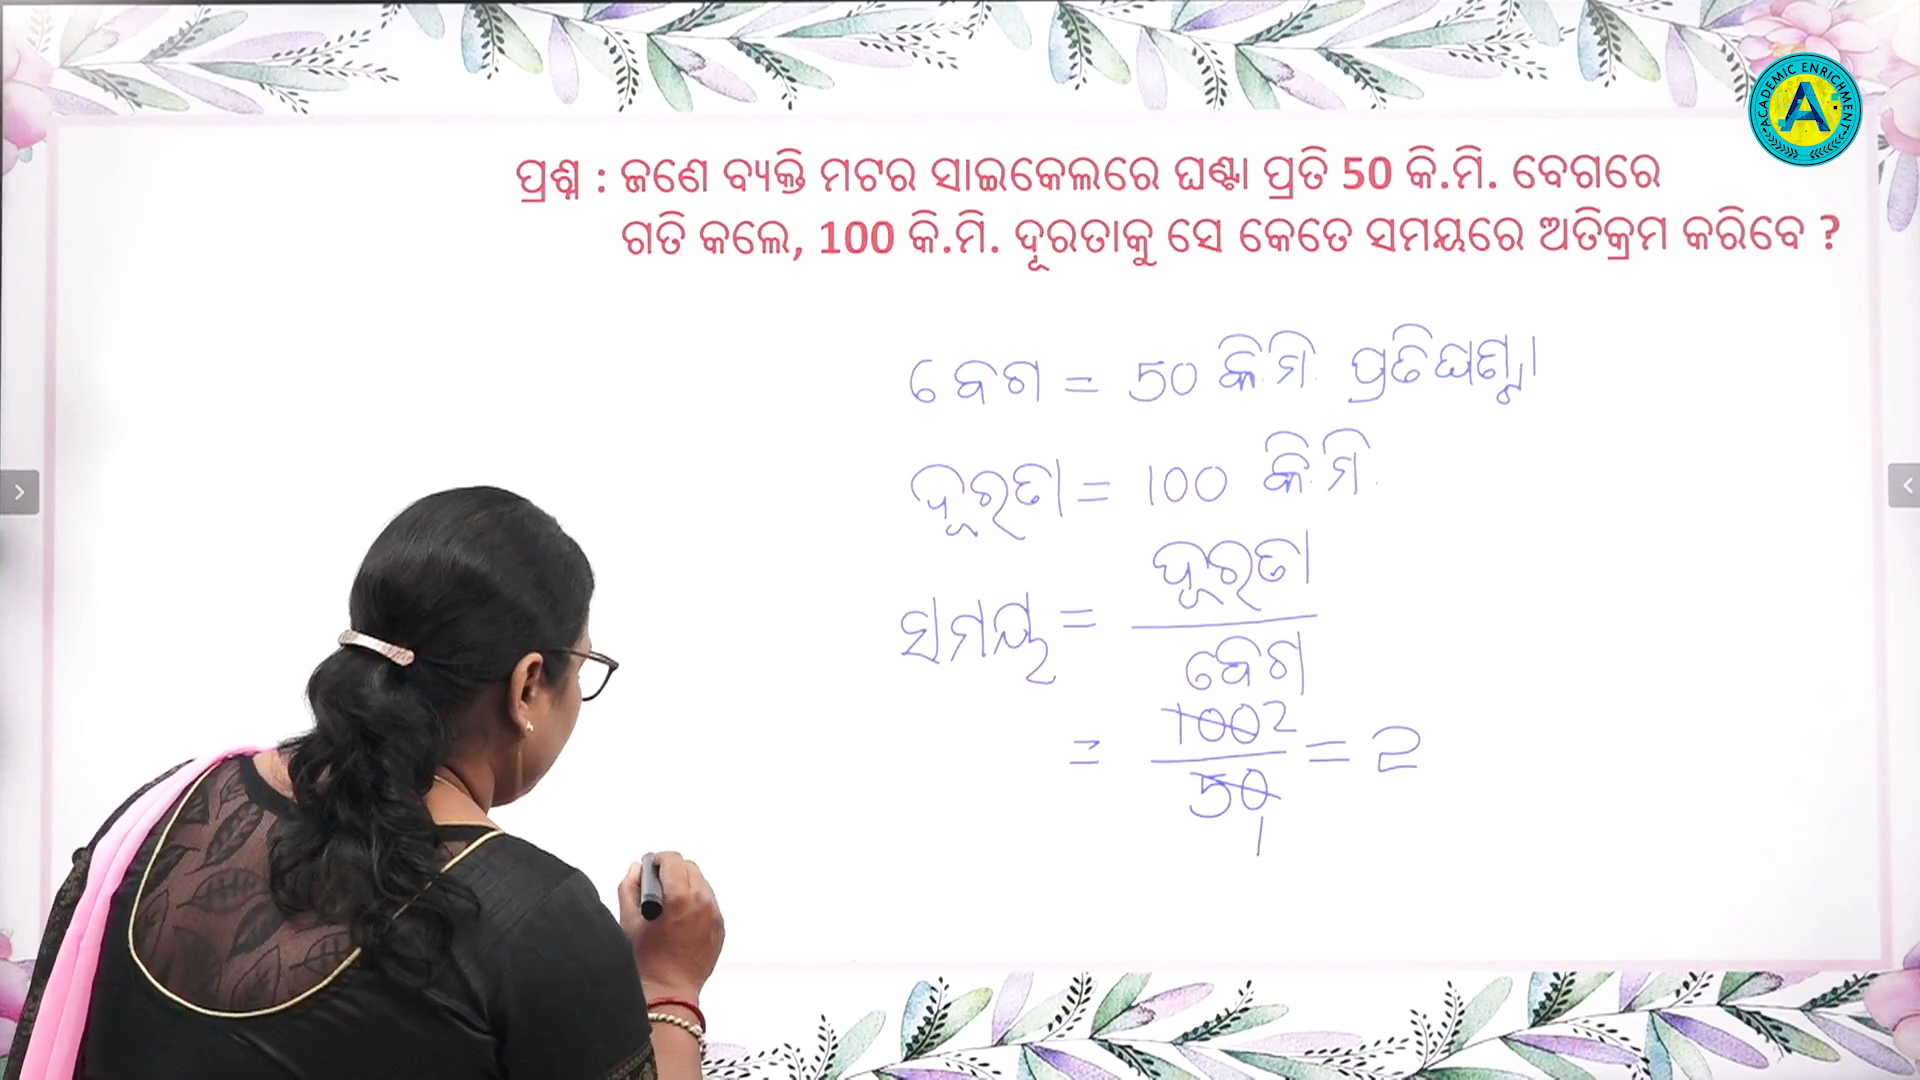 ACADEMIC ENRICHMENT
A
ପ୍ରଶ୍ନ : ଜଣେ ବ୍ୟକ୍ତି ମଟର ସାଇକେଲରେ ଘଣ୍ଟା ପ୍ରତି 50 କି.ମି. ବେଗରେ
ଗତି କଲେ, 100 କି.ମି. ଦୂରତାକୁ ସେ କେତେ ସମୟରେ ଅତିକ୍ରମ କରିବେ ?
ବେଗ = 50 କି.ମି. ପ୍ରତିଘଣ୍ଟା
ଦୂରତା = 100 କି.ମି.
ସମୟ = ଦୂରତା
ବେଗ
= 100 2 = 2
50
1